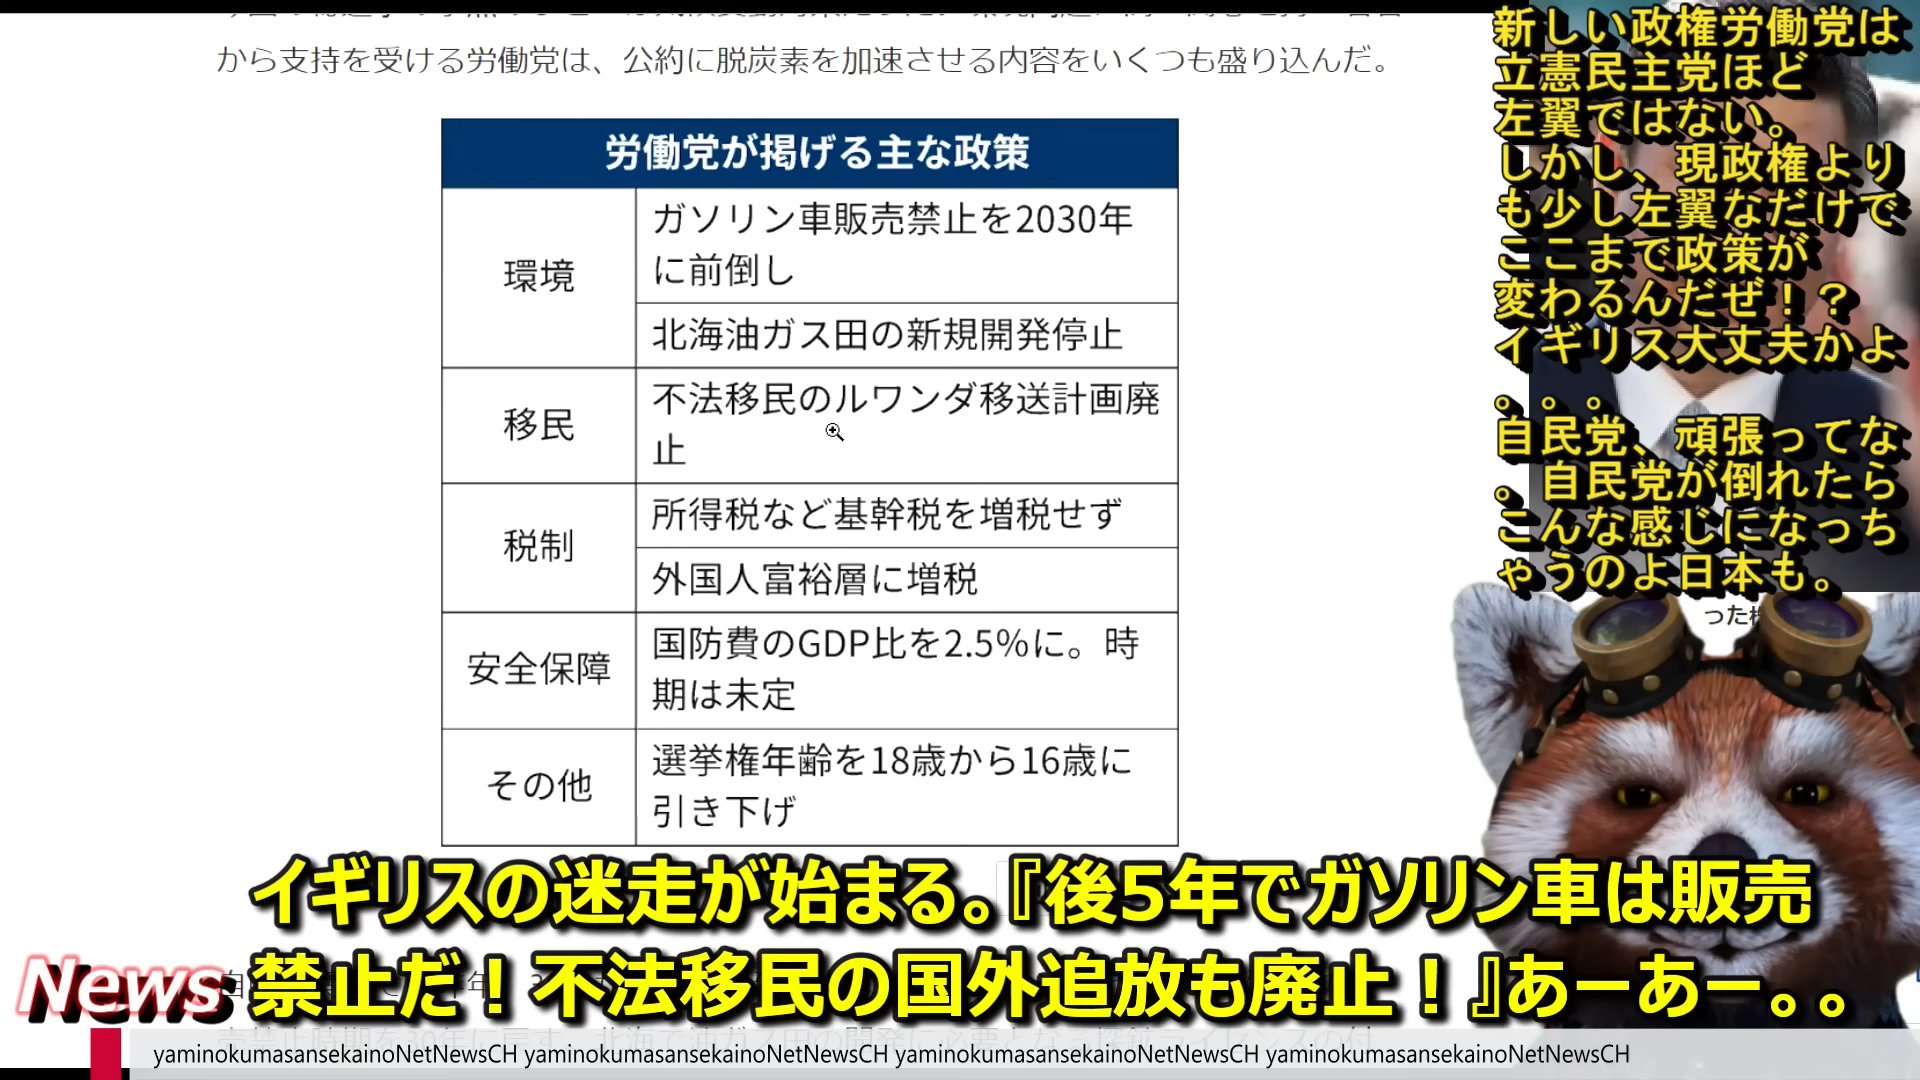 から支持を受ける労働党は、公約に脱炭素を加速させる内容をいくつも盛り込んだ。
労働党が掲げる主な政策
環境
ガソリン車販売禁止を2030年
に前倒し
北海油ガス田の新規開発停止
移民
不法移民のルワンダ移送計画廃
止
税制
所得税など基幹税を増税せず
外国人富裕層に増税
安全保障
国防費のGDP比を2.5%に。時
期は未定
その他
選挙権年齢を18歳から16歳に
引き下げ
新しい政権労働党は
立憲民主党ほど
左翼ではない。
しかし、現政権より
も少し左翼なだけで
ここまで政策が
変わるんだぜ！？
イギリス大丈夫かよ
。。。
自民党、頑張ってな
。自民党が倒れたら
こんな感じになっち
ゃうのよ日本も。
った
イギリスの迷走が始まる。『後5年でガソリン車は販売
禁止だ！不法移民の国外追放も廃止！』あーあー。。
News
yaminokumasansekainoNetNewsCH yaminokumasansekainoNetNewsCH yaminokumasansekainoNetNewsCH yaminokumasansekainoNetNewsCH